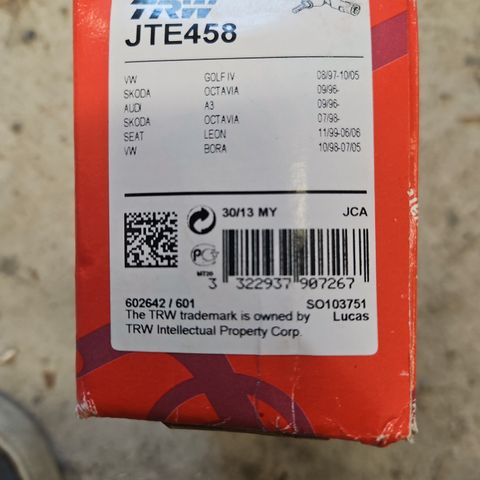 TRW
JTE458
VW GOLF IV 08/97-10/05
SKODA OCTAVIA 09/96-
AUDI A3 09/96-
SKODA OCTAVIA 07/98-
SEAT LEON 11/99-06/06
VW BORA 10/98-07/05
30/13 MY JCA
PC
MT20
3 322937 907267
602642 / 601 SO103751
The TRW trademark is owned by Lucas
TRW Intellectual Property Corp.